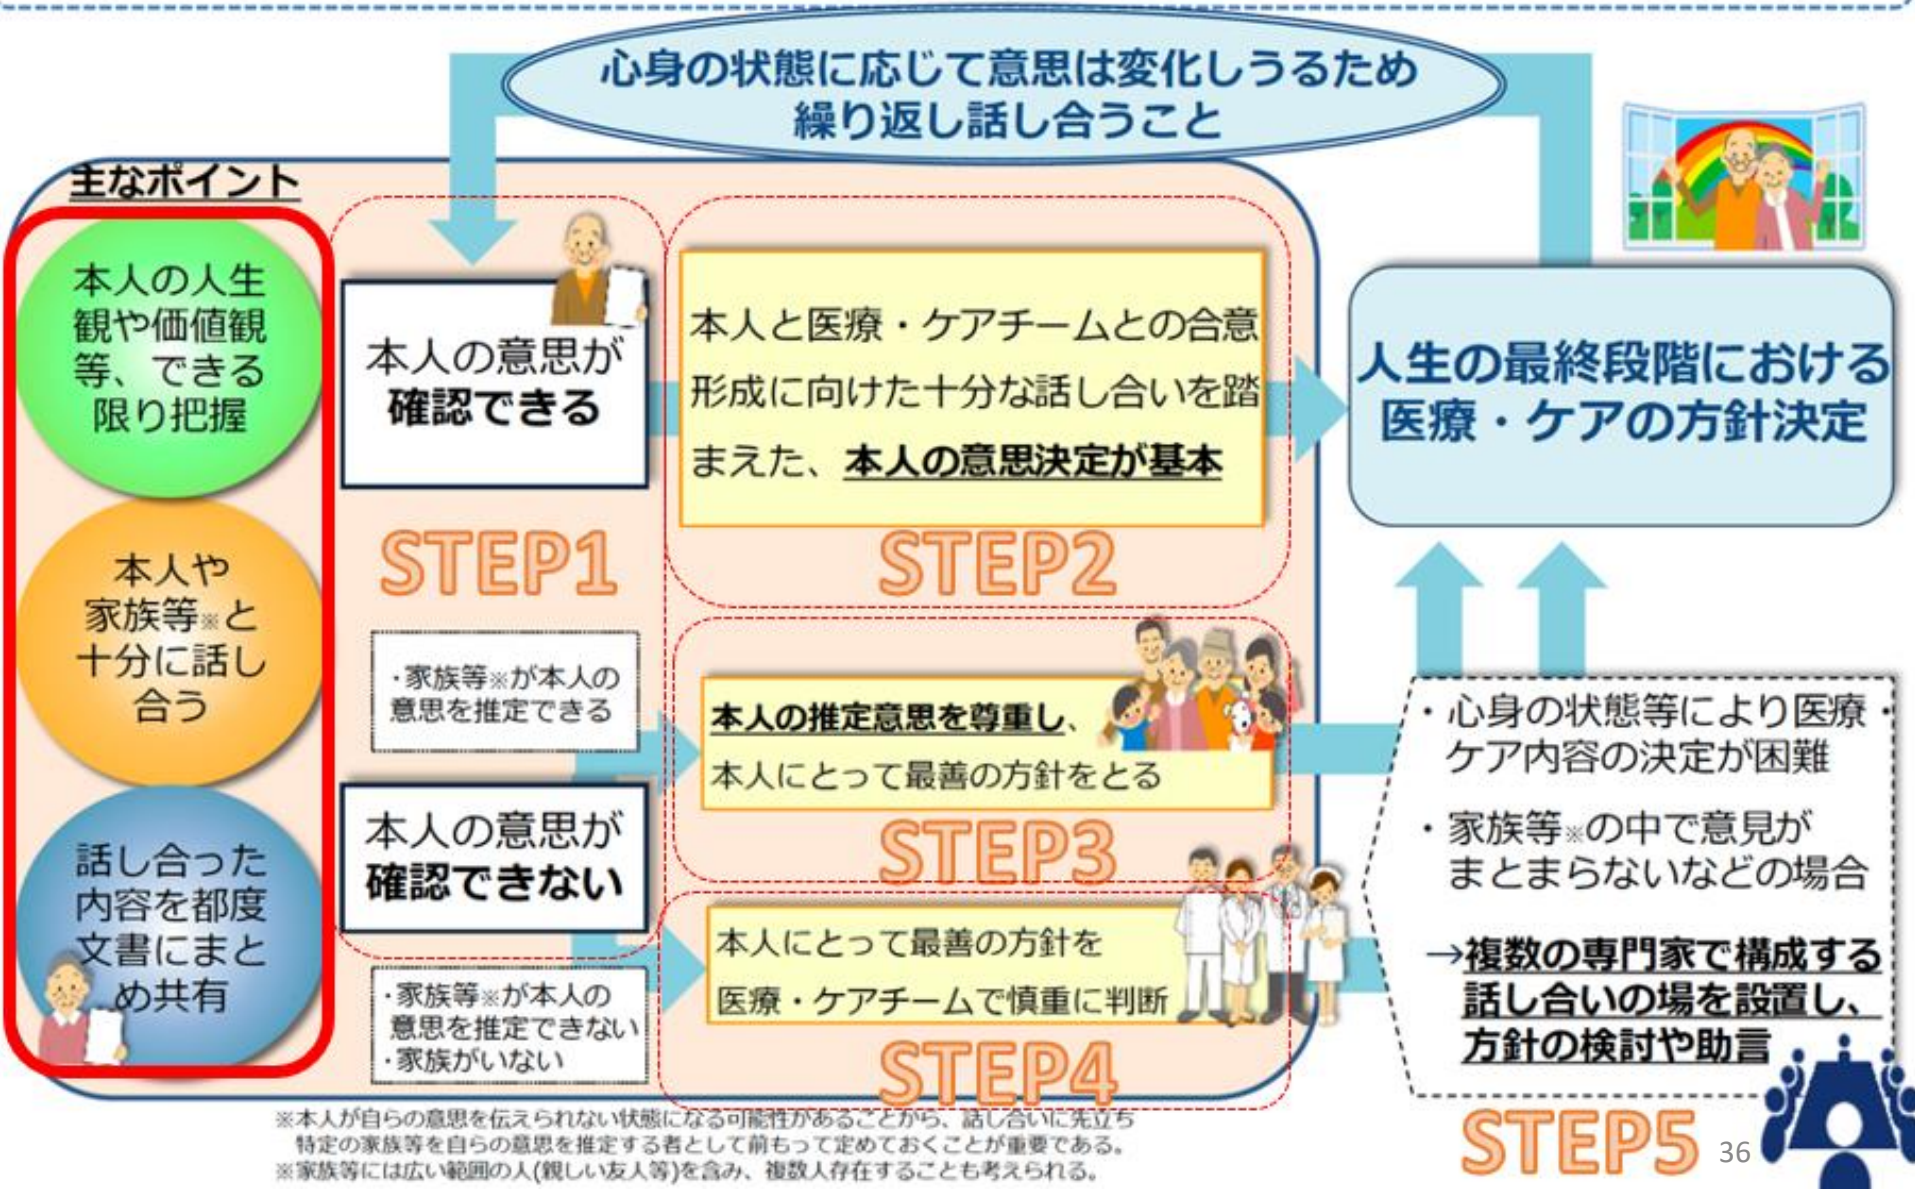 心身の状態に応じて意思は変化しうるため
繰り返し話し合うこと
主なポイント
本人の人生
観や価値観
等、できる
限り把握
本人や
家族等※と
十分に話し
合う
話し合った
内容を都度
文書にまと
め共有
本人の意思が
確認できる
STEP1
・家族等※が本人の
意思を推定できる
本人の意思が
確認できない
・家族等※が本人の
意思を推定できない
・家族がいない
本人と医療・ケアチームとの合意
形成に向けた十分な話し合いを踏
まえた、本人の意思決定が基本
STEP2
本人の推定意思を尊重し、
本人にとって最善の方針をとる
STEP3
本人にとって最善の方針を
医療・ケアチームで慎重に判断
STEP4
人生の最終段階における
医療・ケアの方針決定
・心身の状態等により医療・
ケア内容の決定が困難
・家族等※の中で意見が
まとまらないなどの場合
→複数の専門家で構成する
話し合いの場を設置し、
方針の検討や助言
STEP5
※本人が自らの意思を伝えられない状態になる可能性があることから、話し合いに先立ち
特定の家族等を自らの意思を推定する者として前もって定めておくことが重要である。
※家族等には広い範囲の人(親しい友人等)を含み、複数人存在することも考えられる。
36